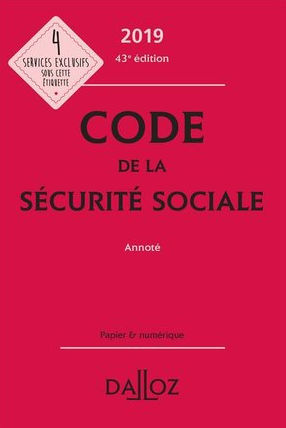 4
SERVICES EXCLUSIFS
SOUS CETTE
ÉTIQUETTE
2019
43e édition
CODE
DE LA
SÉCURITÉ SOCIALE
Annoté
Papier & numérique
DALLOZ